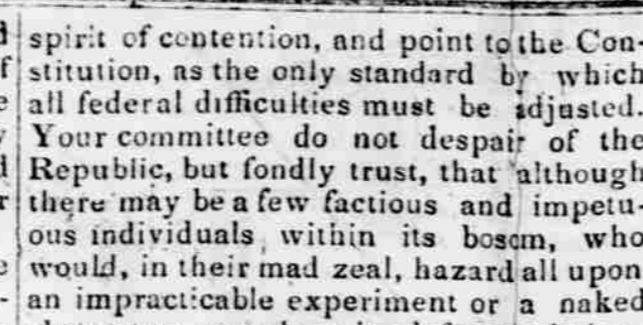 spirit of contention, and point to the Con-
stitution, as the only standard by which
all federal difficulties must be adjusted.
Your committee do not despair of the
Republic, but fondly trust, that although
there may be a few factious and impetu-
ous individuals within its bosom, who
would, in their mad zeal, hazard all upon
an impracticable experiment or a naked